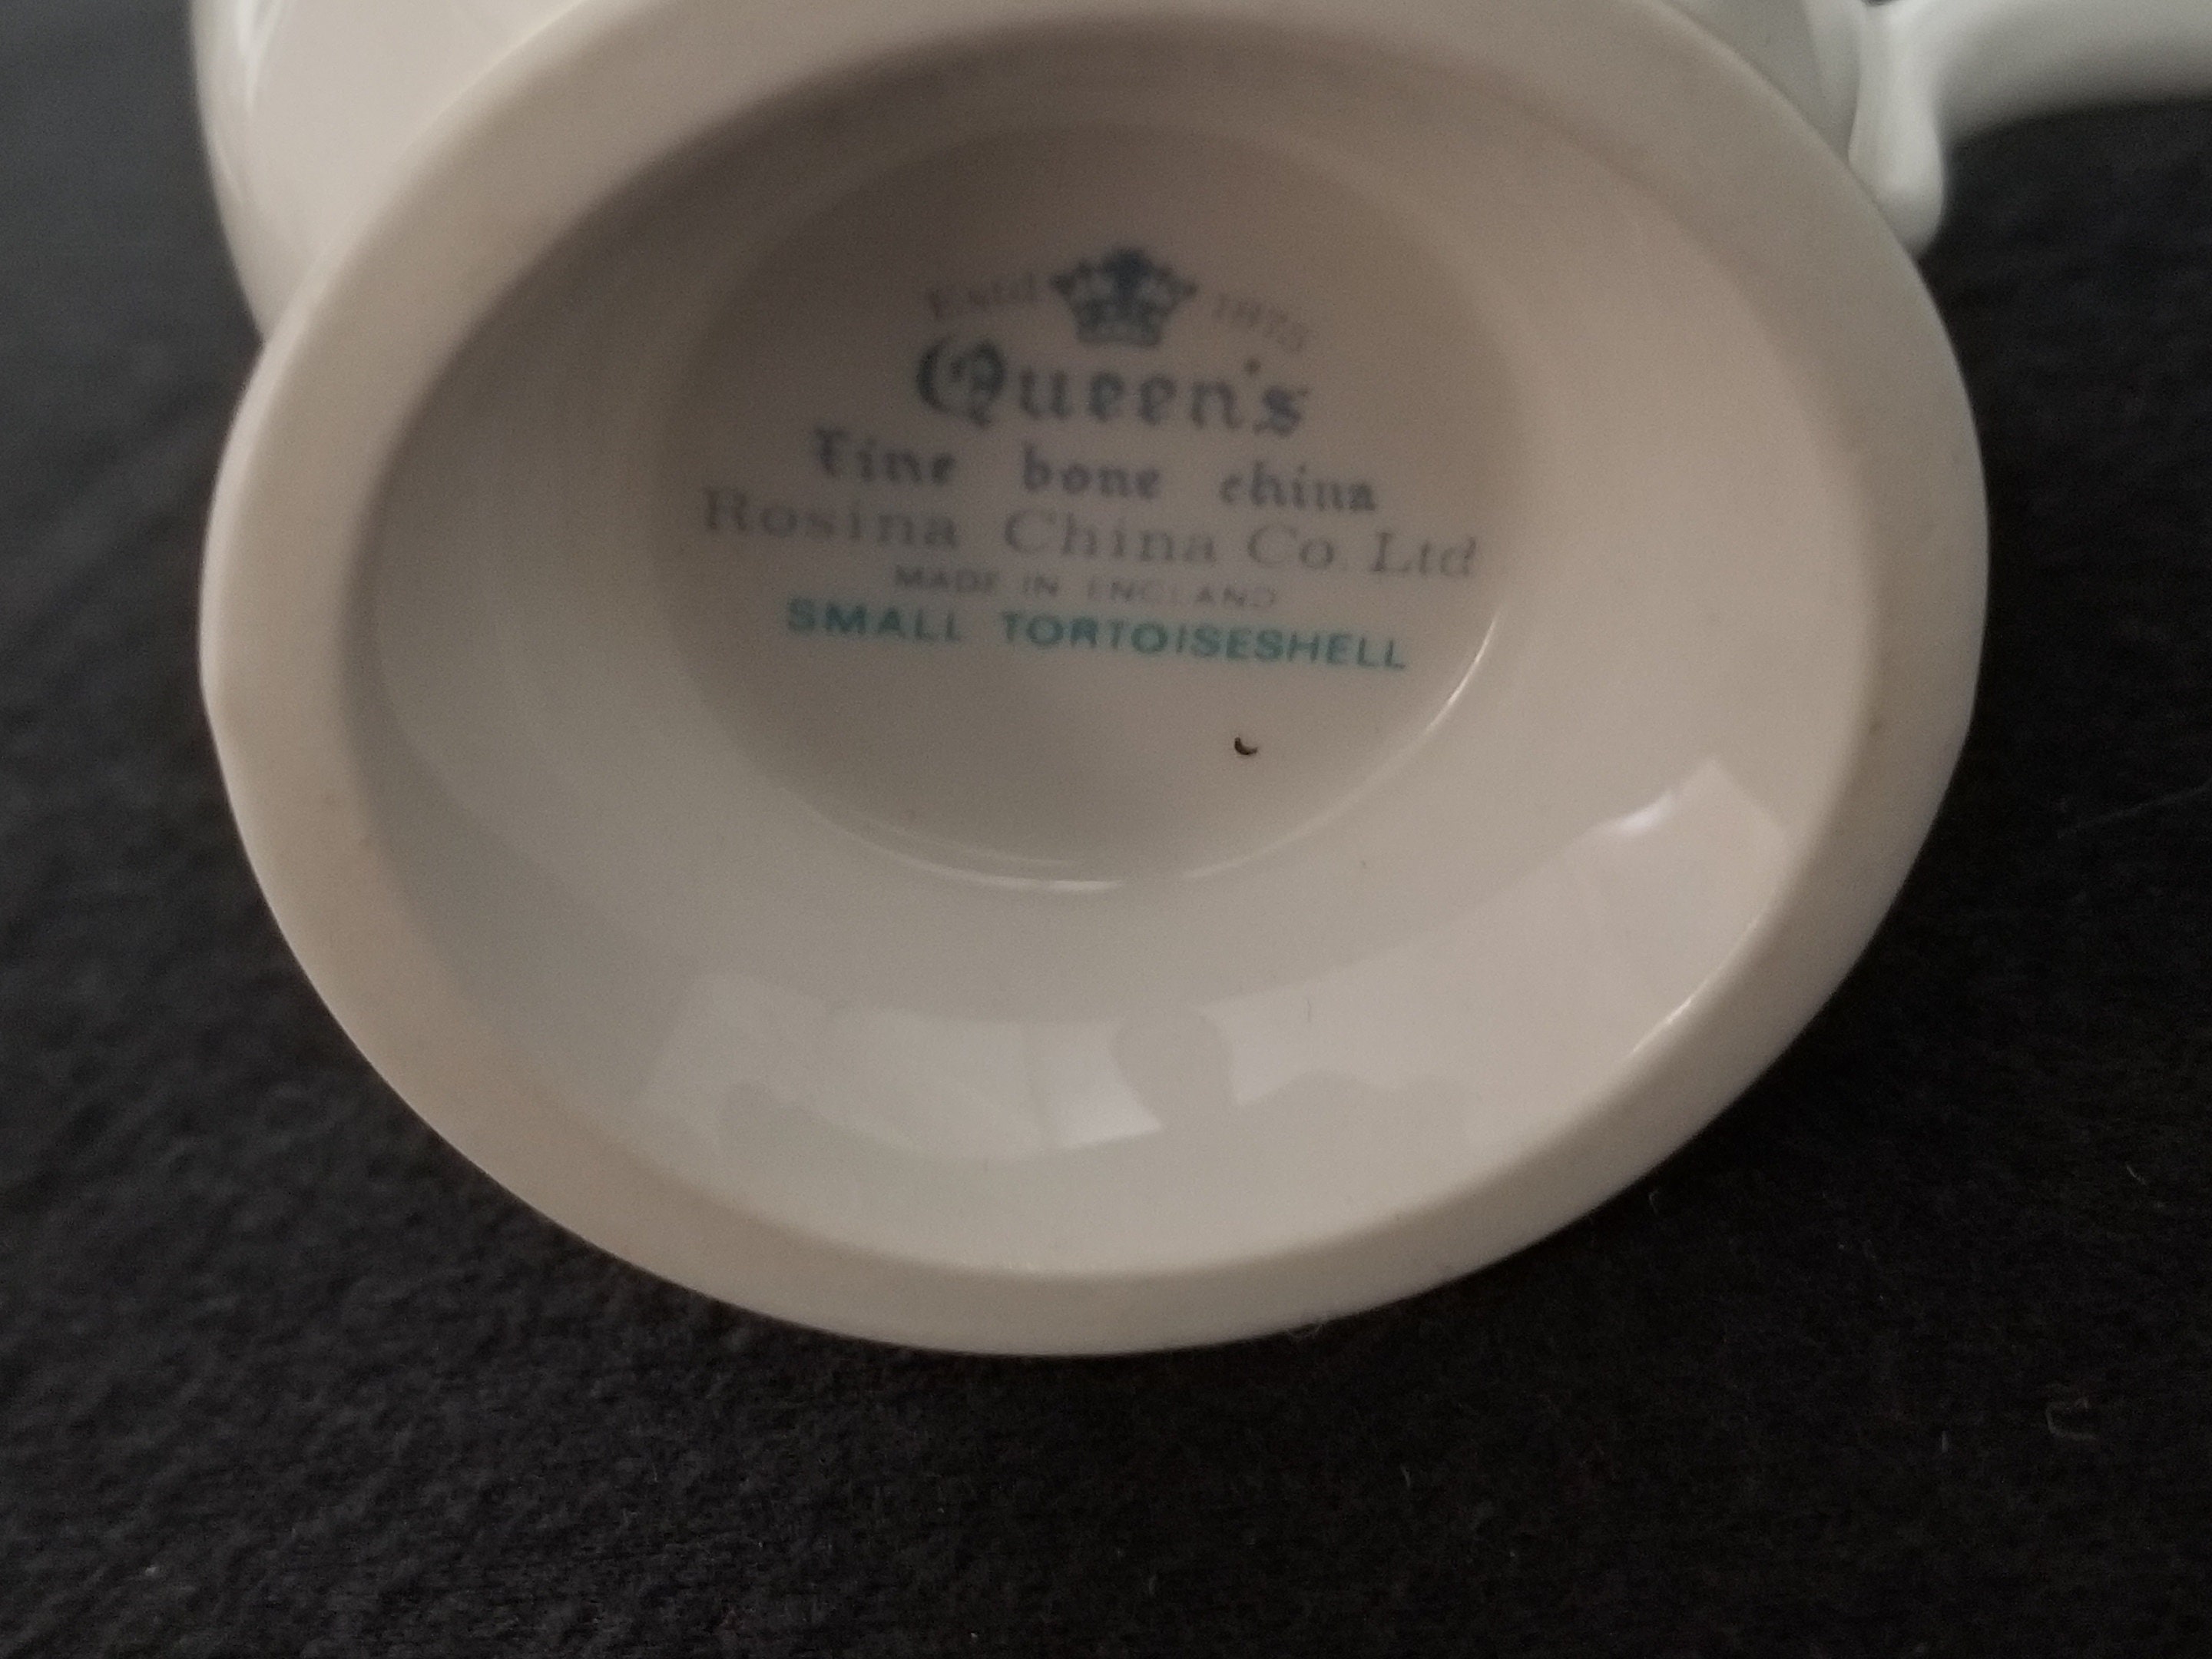 Estd 1875
Queen's
Fine bone china
Rosina China Co. Ltd
MADE IN ENGLAND
SMALL TORTOISESHELL